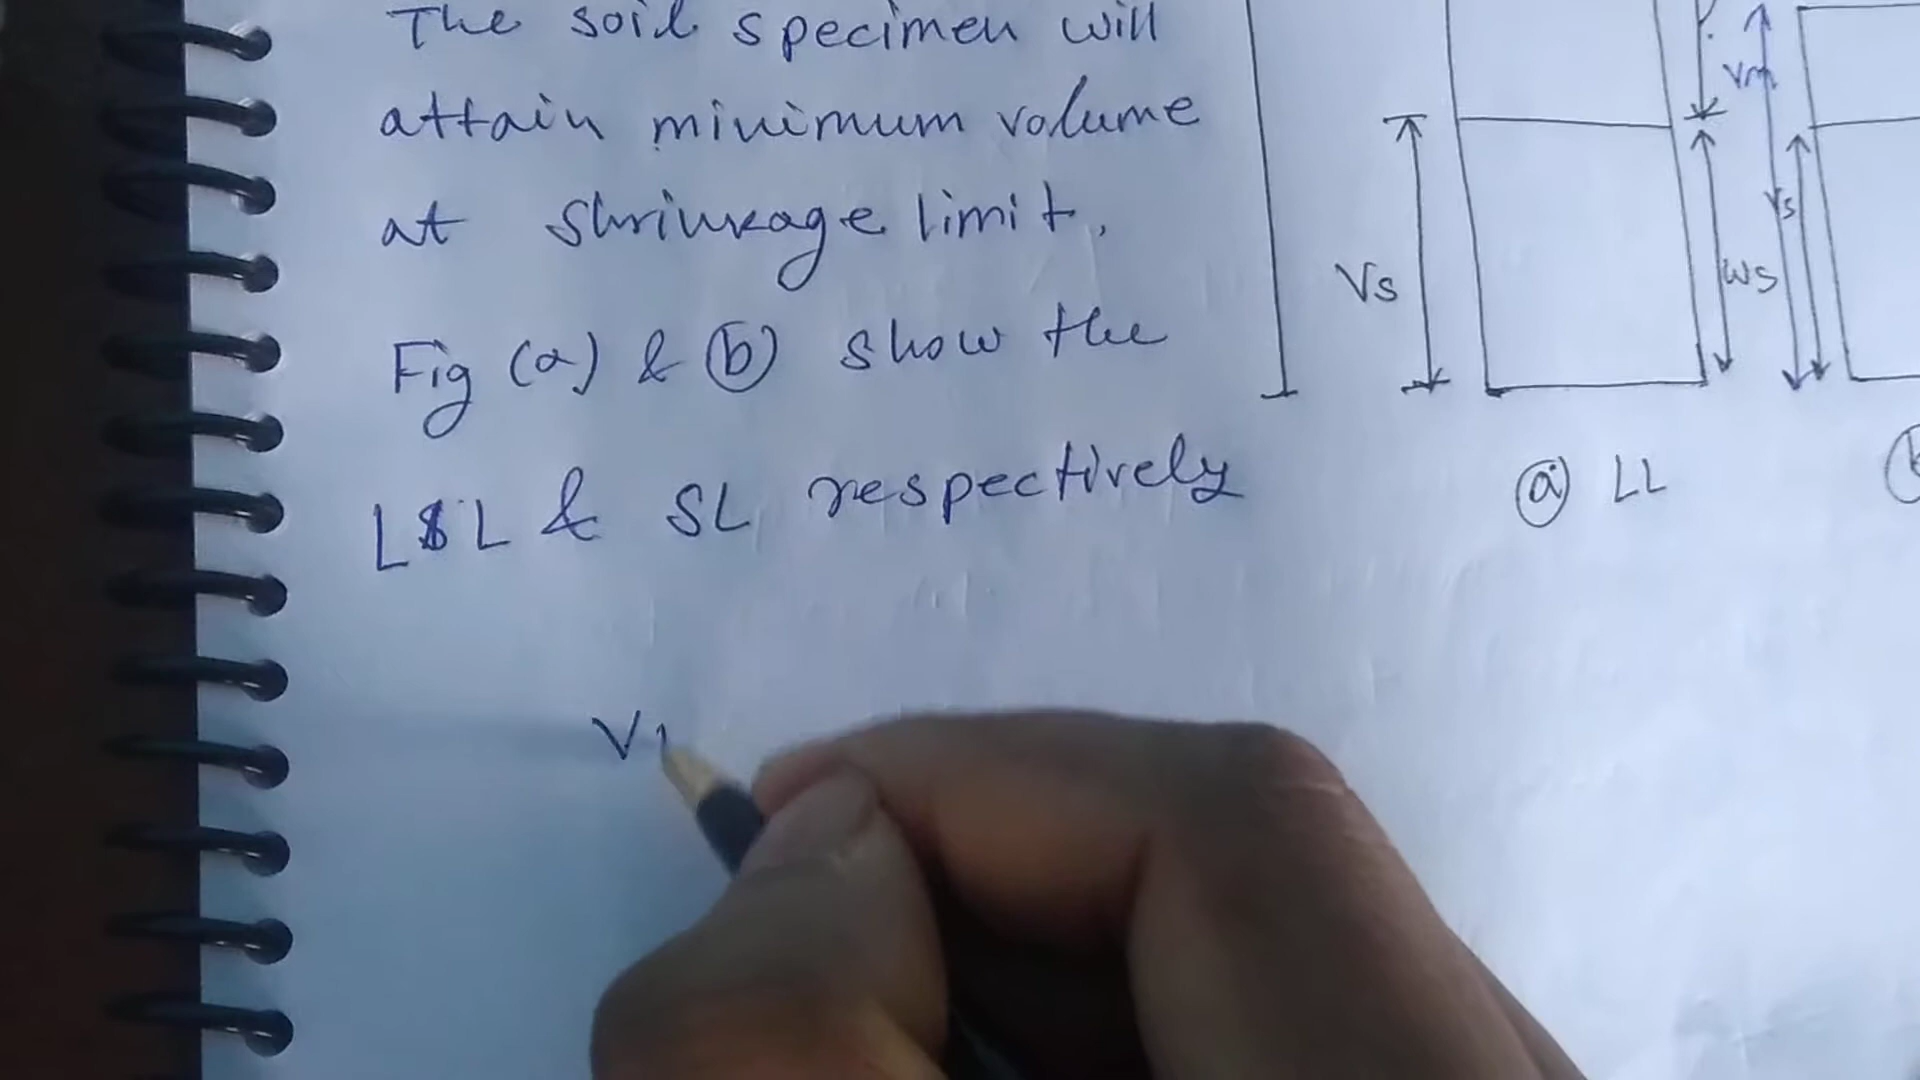 The soil specimen will
attain minimum volume
at shrinkage limit.
Fig (a) & (b) show the
LL & SL respectively
V
Vs
Ws
Vm
Vs
(a) LL